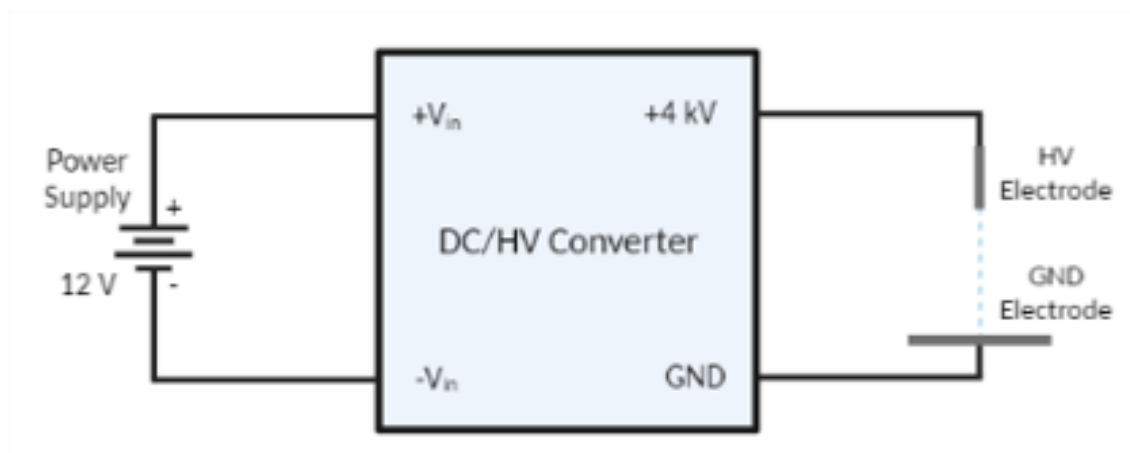 +Vin
+4 kV
Power
Supply
+
HV
Electrode
DC/HV Converter
12 V
-
GND
Electrode
-Vin
GND